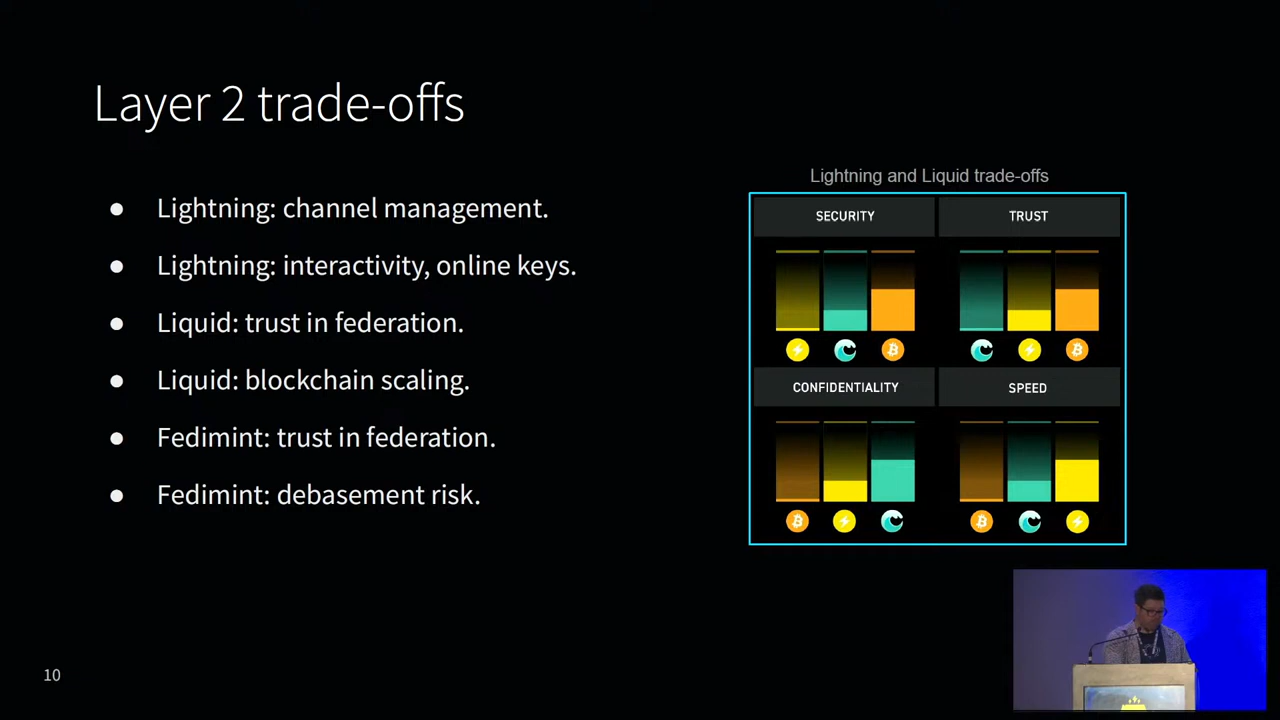 Layer 2 trade-offs
● Lightning: channel management.
● Lightning: interactivity, online keys.
● Liquid: trust in federation.
● Liquid: blockchain scaling.
● Fedimint: trust in federation.
● Fedimint: debasement risk.
Lightning and Liquid trade-offs
SECURITY
TRUST
CONFIDENTIALITY
SPEED
10